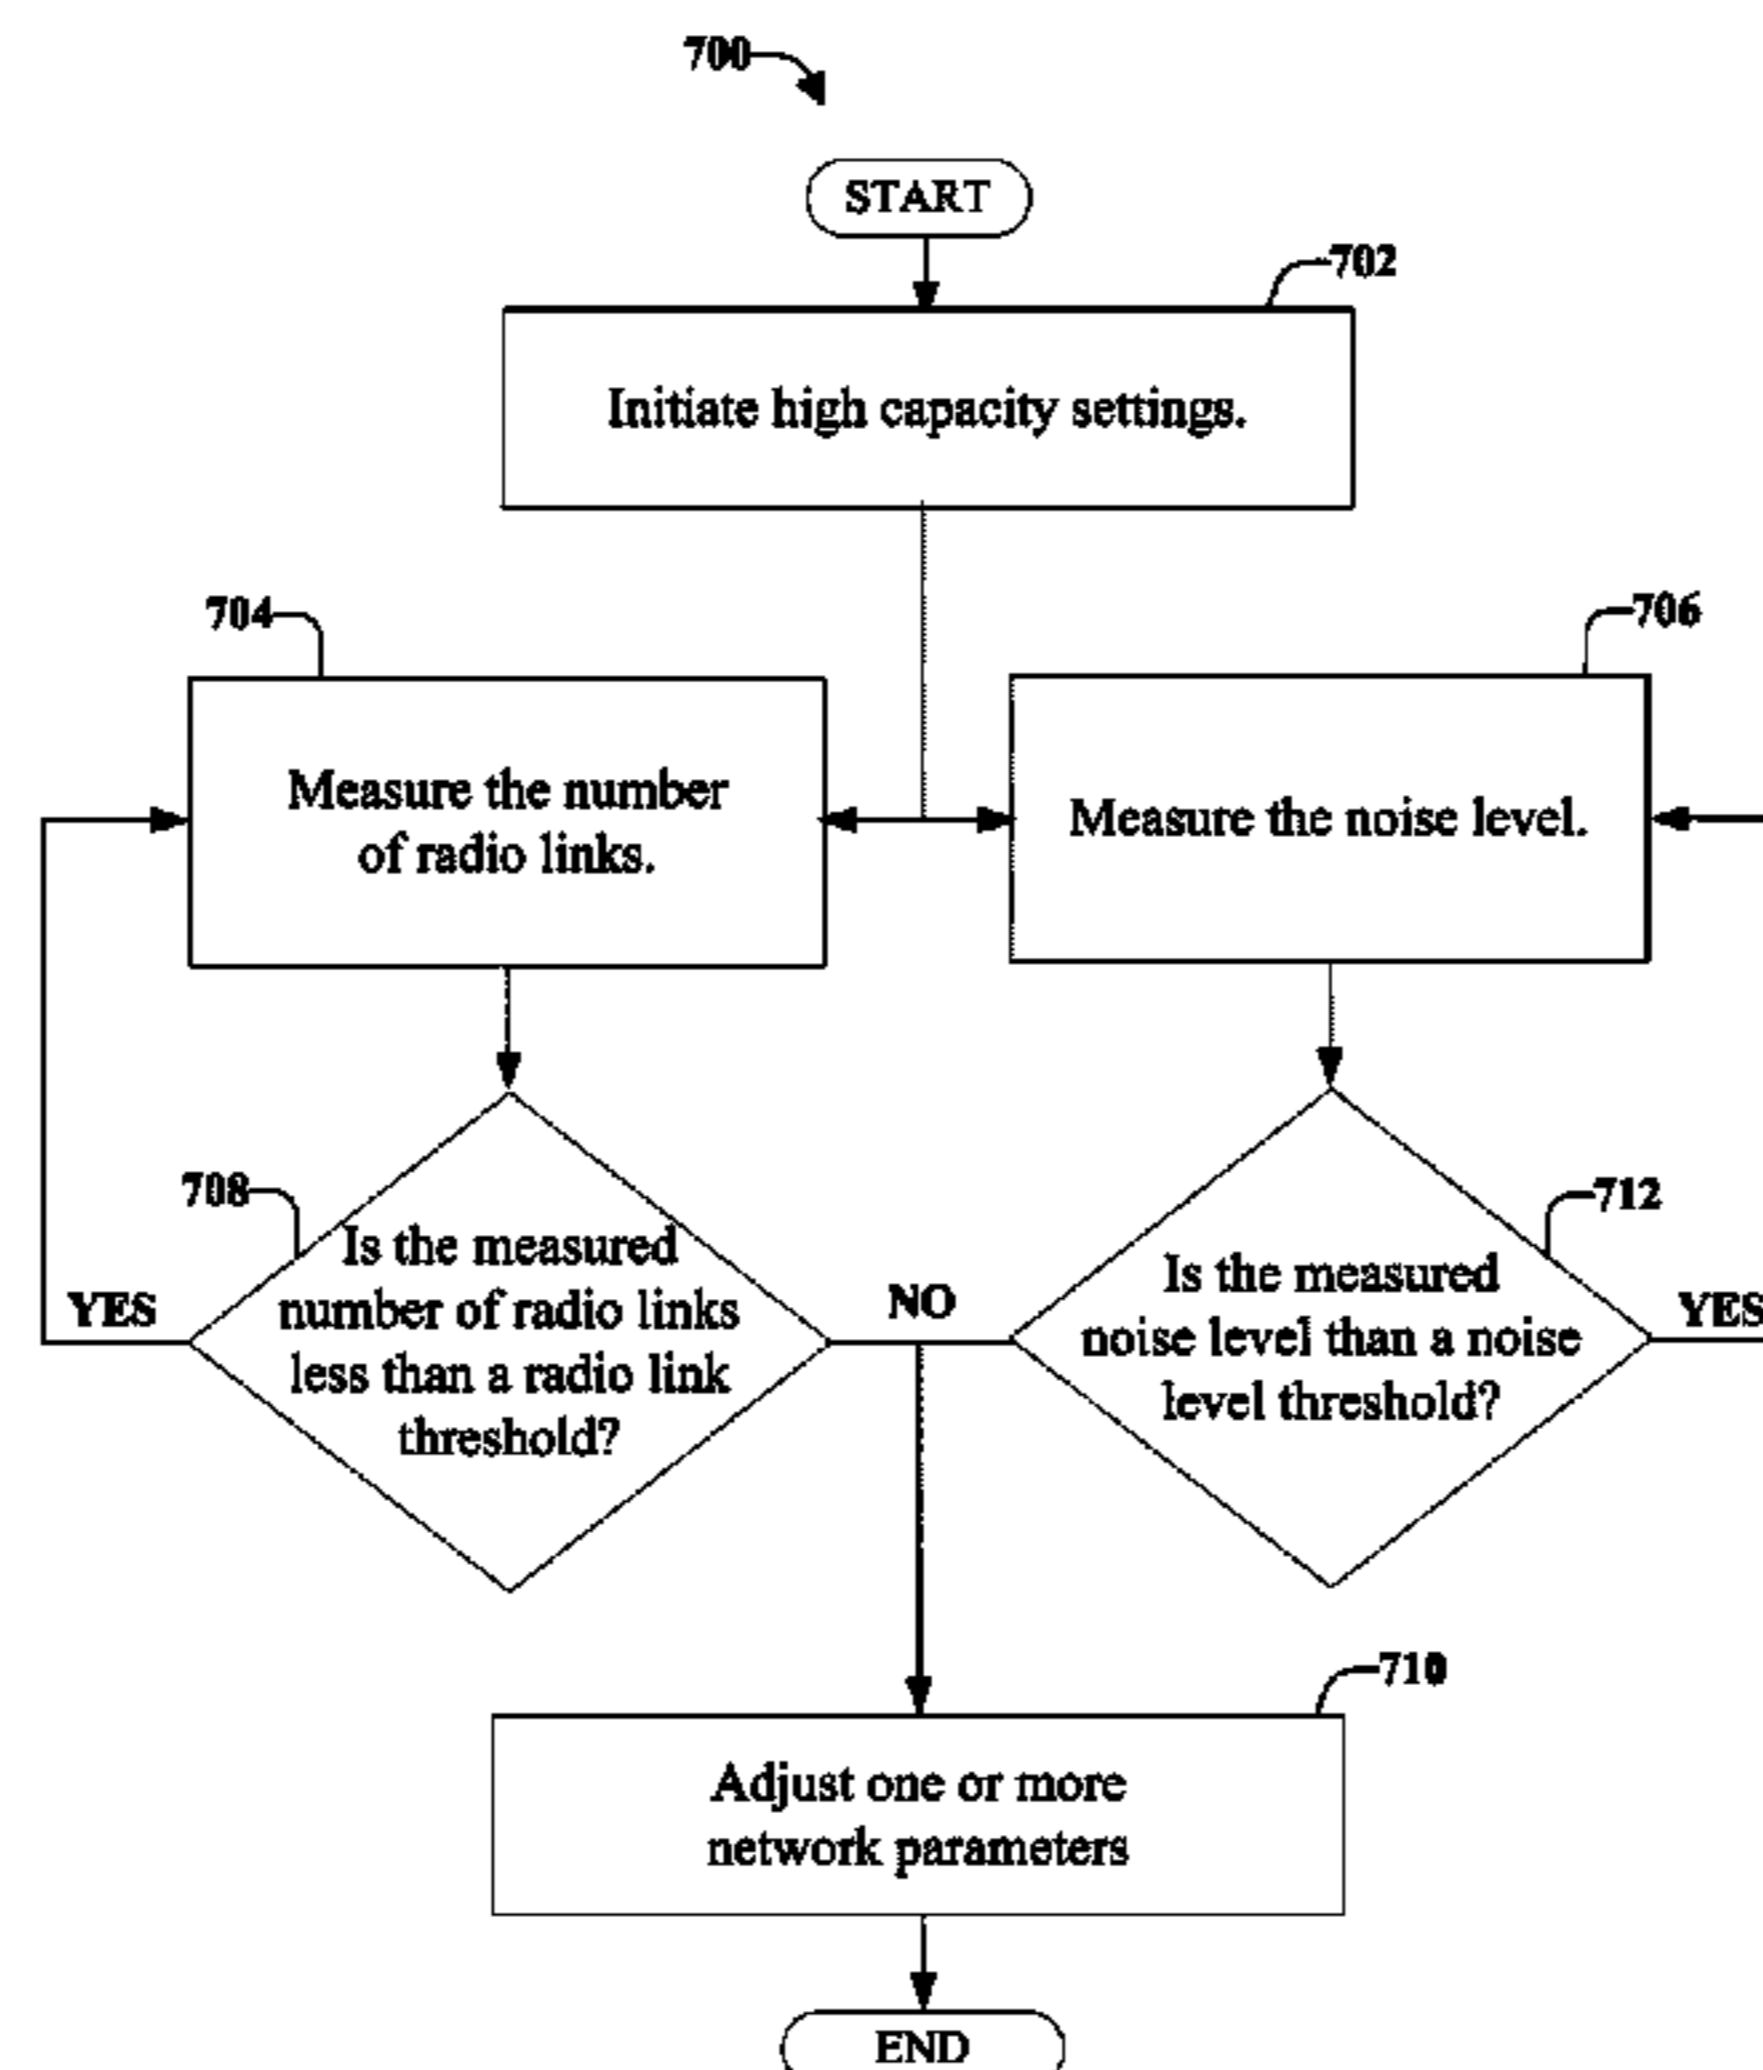 700
START
702
Initiate high capacity settings.
704
706
Measure the number
of radio links.
Measure the noise level.
708
712
Is the measured
number of radio links
less than a radio link
threshold?
YES
NO
Is the measured
noise level than a noise
level threshold?
YES
710
Adjust one or more
network parameters
END